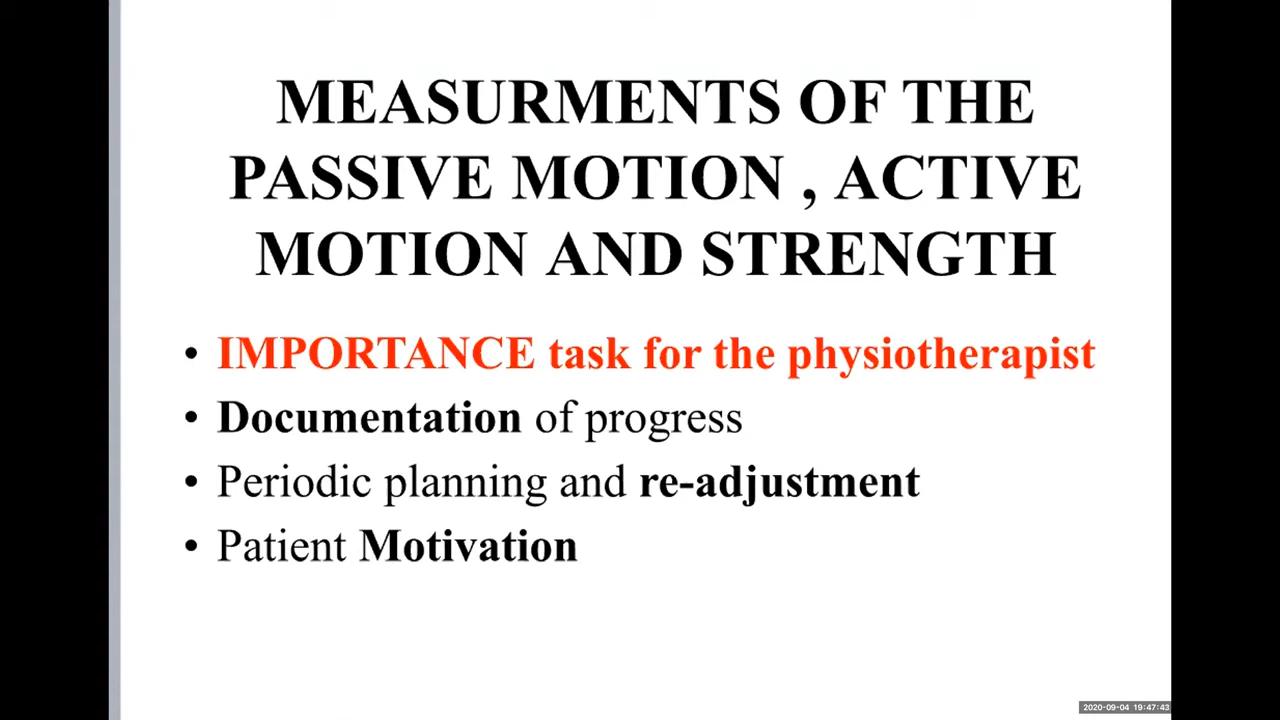 MEASURMENTS OF THE
PASSIVE MOTION , ACTIVE
MOTION AND STRENGTH
• IMPORTANCE task for the physiotherapist
• Documentation of progress
• Periodic planning and re-adjustment
• Patient Motivation
2020-09-04 19:47:43